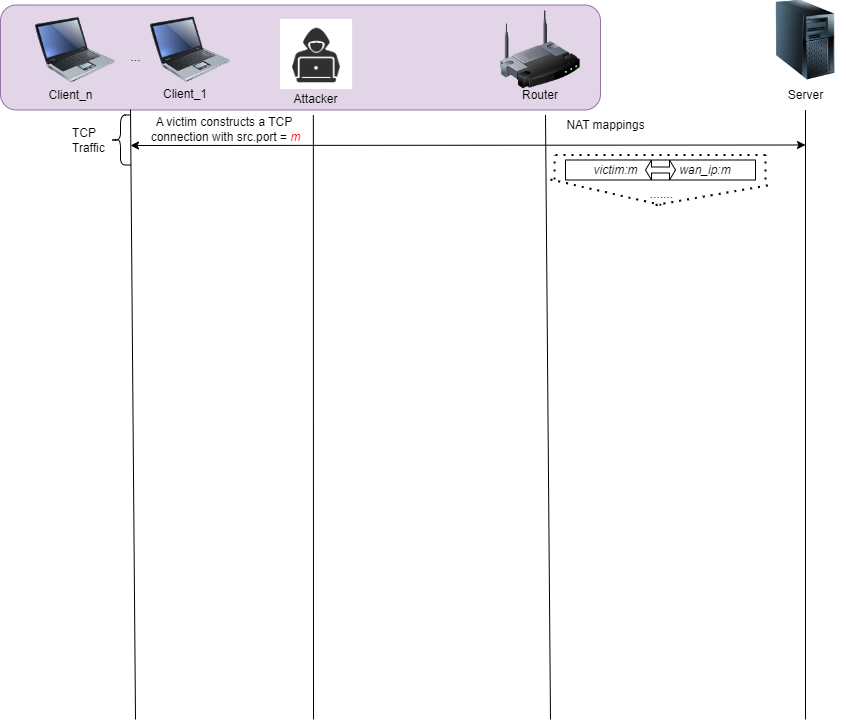 ...
Client_n
Client_1
Attacker
Router
Server
TCP
Traffic
A victim constructs a TCP
connection with src.port = m
NAT mappings
victim:m
wan_ip:m
.......